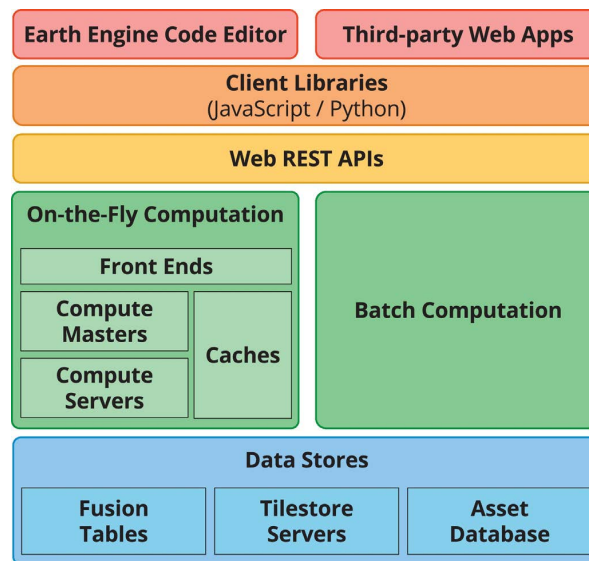 Earth Engine Code Editor
Third-party Web Apps
Client Libraries
(JavaScript / Python)
Web REST APIs
On-the-Fly Computation
Front Ends
Compute
Masters
Caches
Compute
Servers
Batch Computation
Data Stores
Fusion
Tables
Tilestore
Servers
Asset
Database